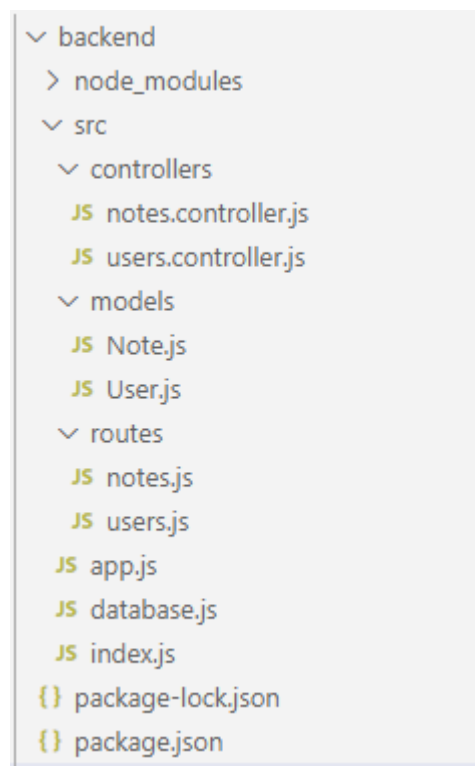 backend
node_modules
src
controllers
JS notes.controller.js
JS users.controller.js
models
JS Note.js
JS User.js
routes
JS notes.js
JS users.js
JS app.js
JS database.js
JS index.js
{} package-lock.json
{} package.json